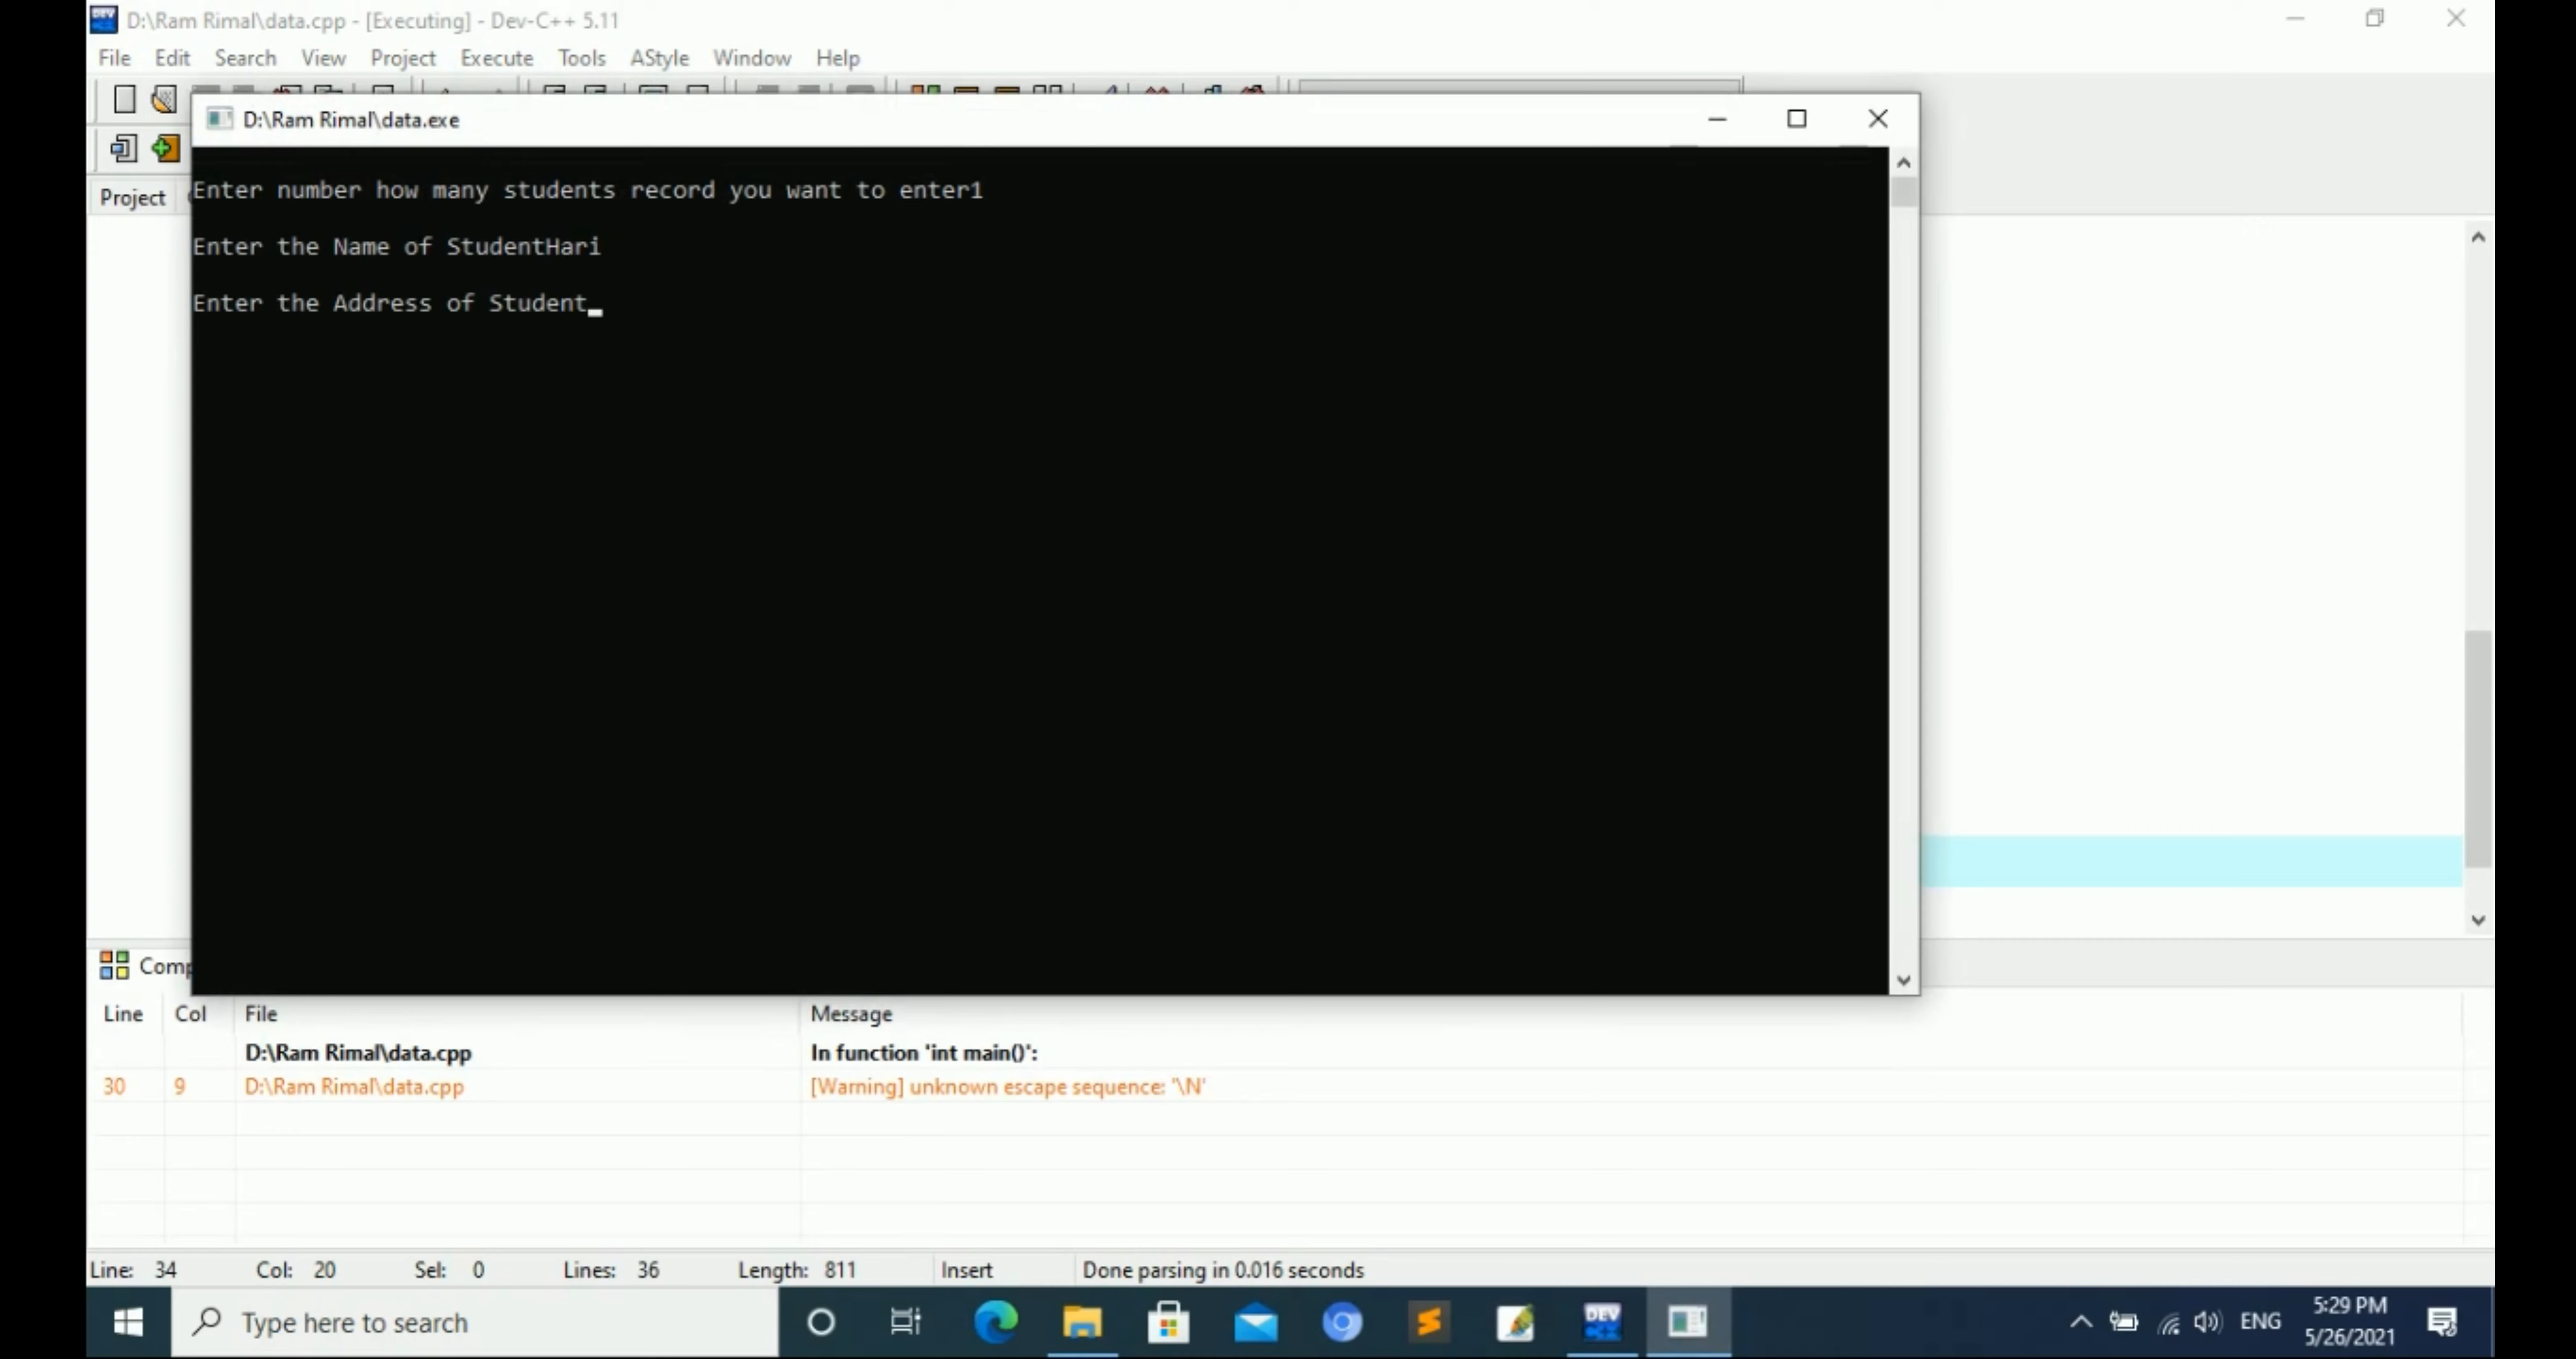 D:\Ram Rimal\data.cpp - [Executing] - Dev-C++ 5.11
File Edit Search View Project Execute Tools AStyle Window Help
D:\Ram Rimal\data.exe
Project
Enter number how many students record you want to enter1
Enter the Name of StudentHari
Enter the Address of Student
Comp
Line Col File Message
D:\Ram Rimal\data.cpp In function 'int main()':
30 9 D:\Ram Rimal\data.cpp [Warning] unknown escape sequence: '\N'
Line: 34 Col: 20 Sel: 0 Lines: 36 Length: 811 Insert Done parsing in 0.016 seconds
Type here to search
DEV
ENG
5:29 PM
5/26/2021